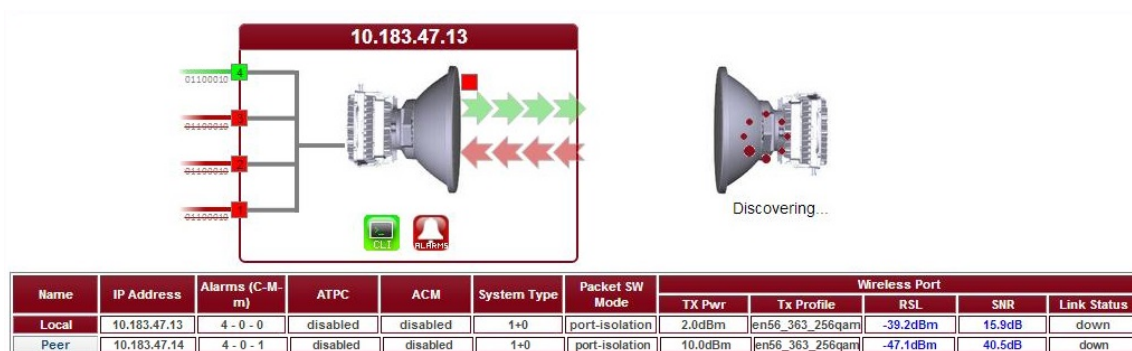 10.183.47.13
4
01100010
3
01100010
2
01100010
1
01100010
CLI
ALARMS
Discovering...
Name IP Address Alarms (C-M-m) ATPC ACM System Type Packet SW Mode Wireless Port
TX Pwr Tx Profile RSL SNR Link Status
Local 10.183.47.13 4 - 0 - 0 disabled disabled 1+0 port-isolation 2.0dBm en56_363_256qam -39.2dBm 15.9dB down
Peer 10.183.47.14 4 - 0 - 1 disabled disabled 1+0 port-isolation 10.0dBm en56_363_256qam -47.1dBm 40.5dB down